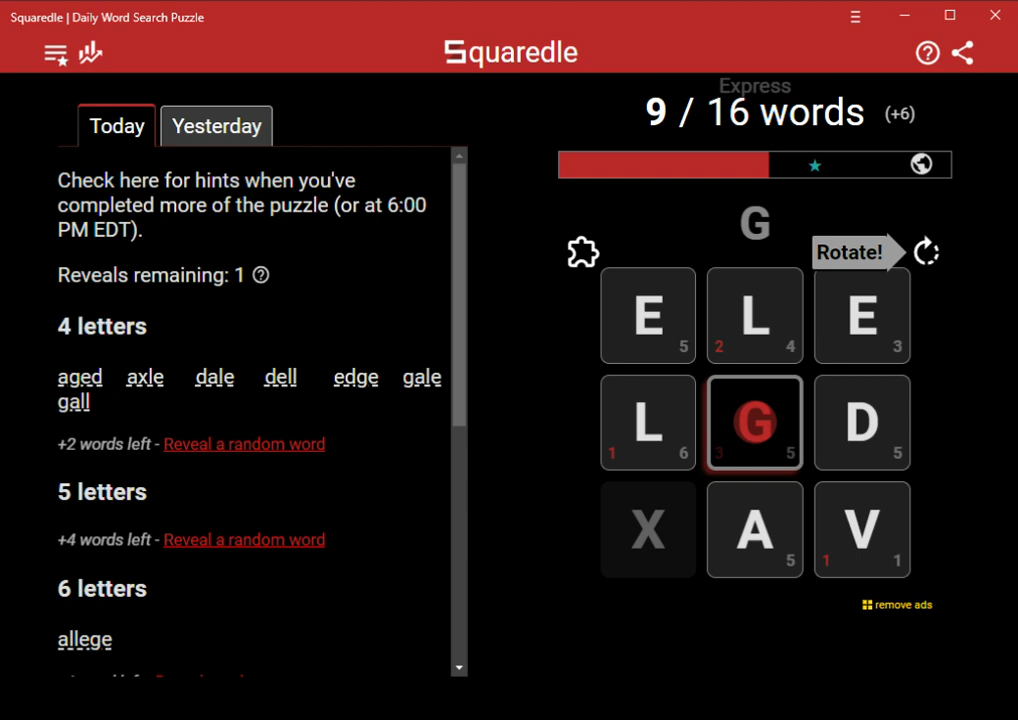 Squaredle | Daily Word Search Puzzle
Squaredle
Today
Yesterday
Check here for hints when you've
completed more of the puzzle (or at 6:00
PM EDT).
Reveals remaining: 1
4 letters
aged axle dale dell edge gale
gall
+2 words left - Reveal a random word
5 letters
+4 words left - Reveal a random word
6 letters
allege
Express
9 / 16 words (+6)
G
Rotate!
E 5
2 L 4
E 3
1 L 6
3 G 5
D 5
X
A 5
1 V 1
remove ads